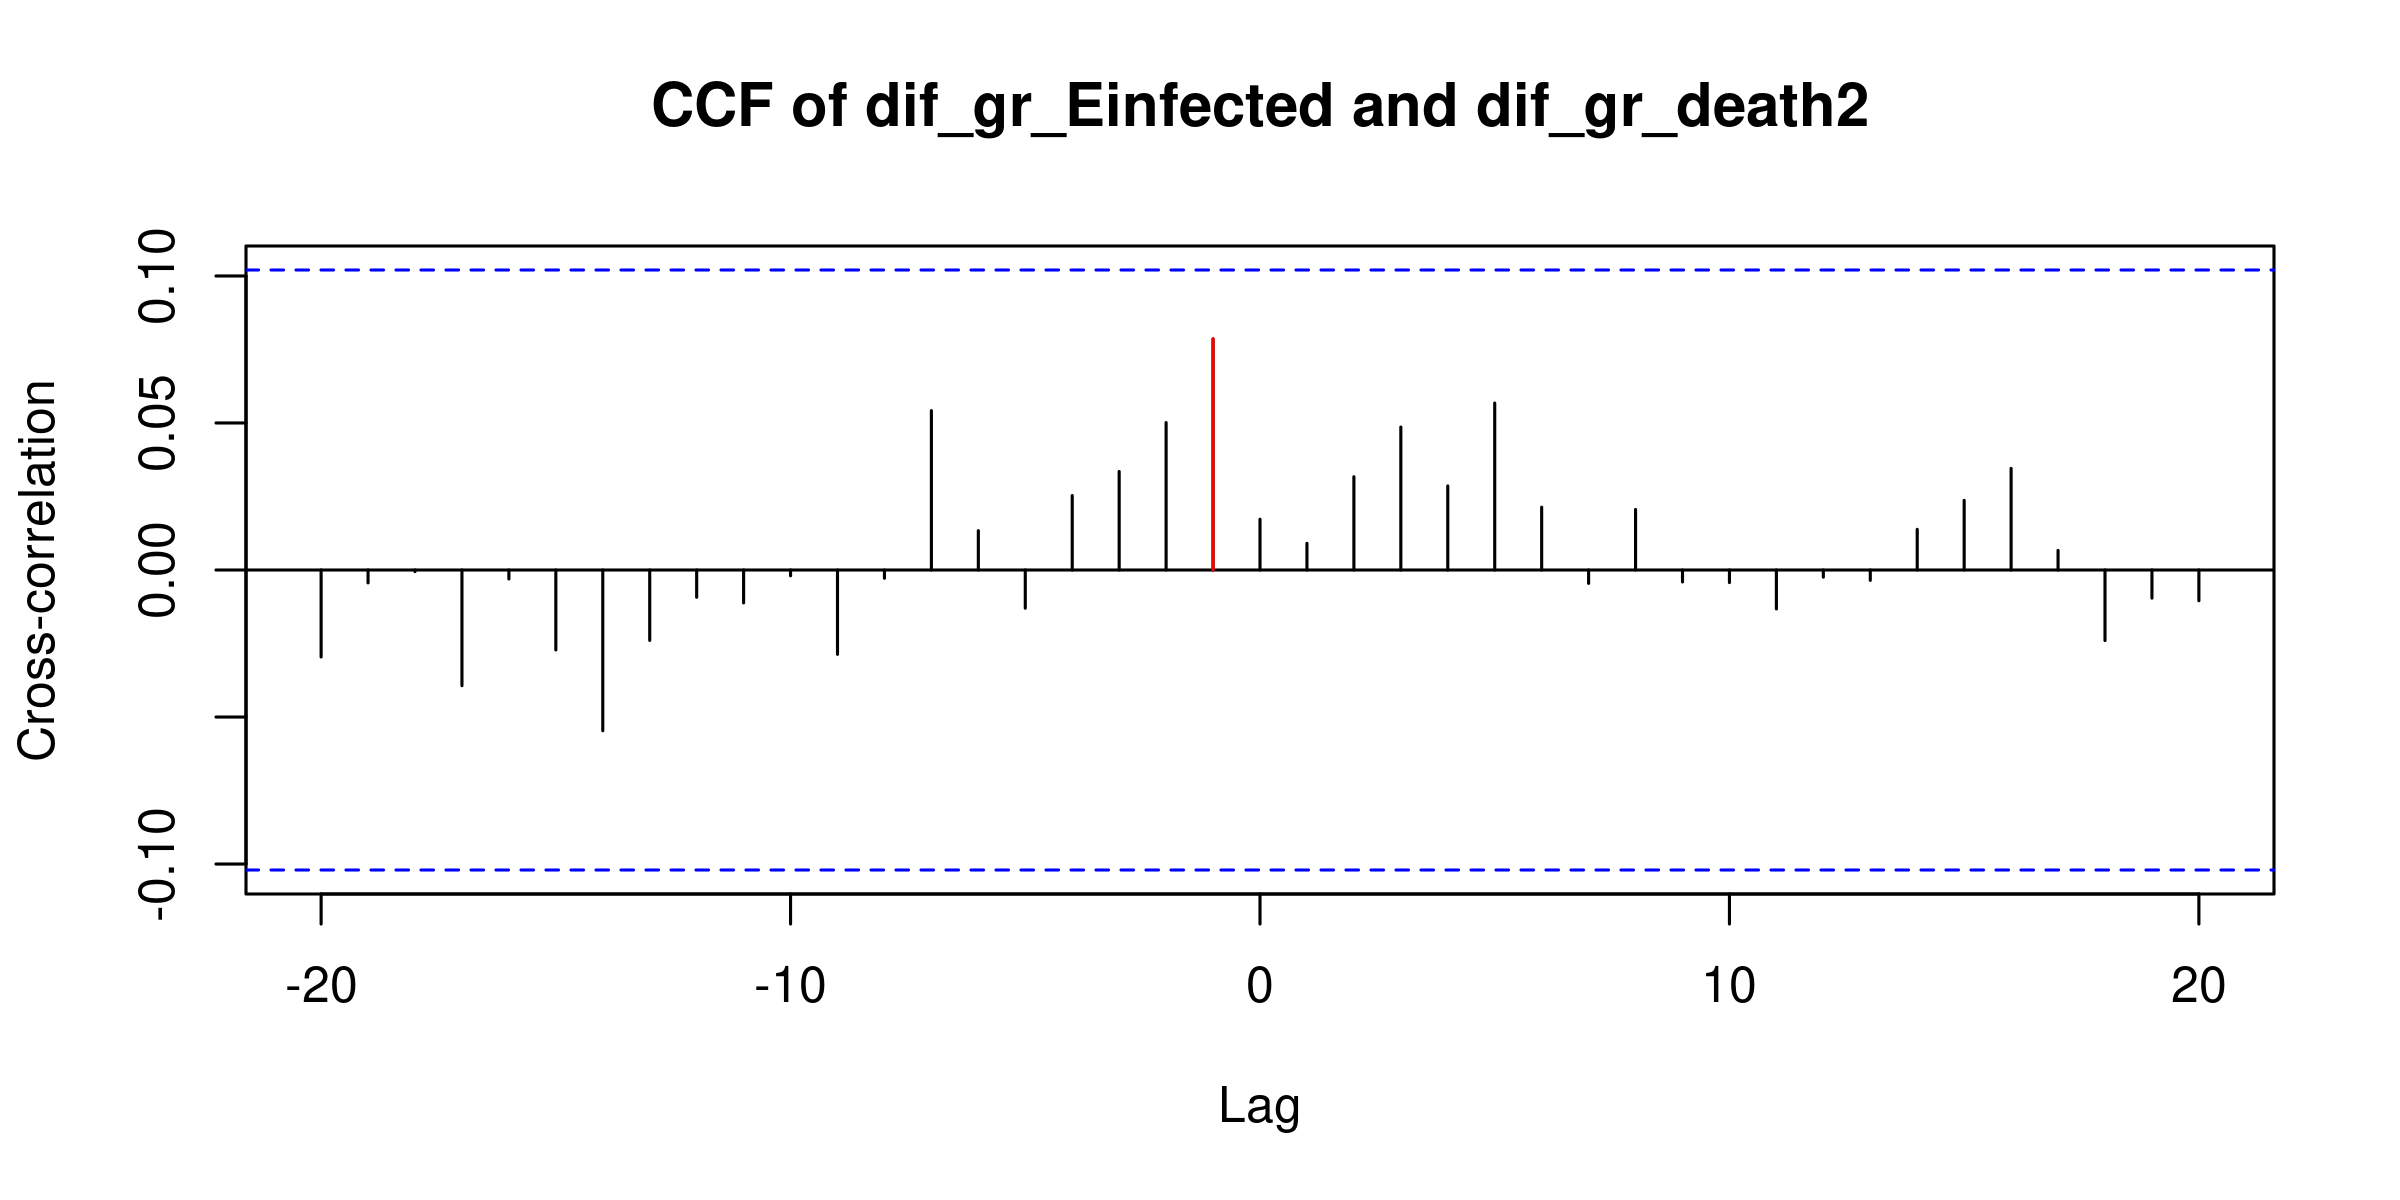 CCF of dif_gr_Einfected and dif_gr_death2
Cross-correlation
0.10
0.05
0.00
-0.10
-20 -10 0 10 20
Lag